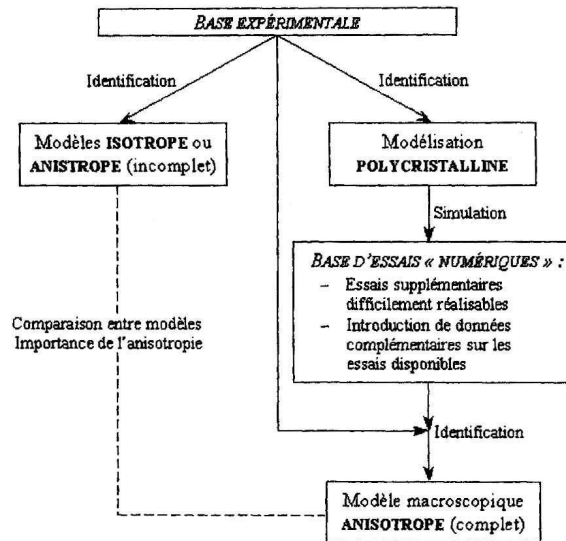 BASE EXPÉRIMENTALE
Identification
Identification
Modèles ISOTROPE ou
ANISTROPE (incomplet)
Modélisation
POLYCRISTALLINE
Simulation
BASE D'ESSAIS « NUMÉRIQUES » :
– Essais supplémentaires
difficilement réalisables
– Introduction de données
complémentaires sur les
essais disponibles
Comparaison entre modèles
Importance de l'anisotropie
Identification
Modèle macroscopique
ANISOTROPE (complet)